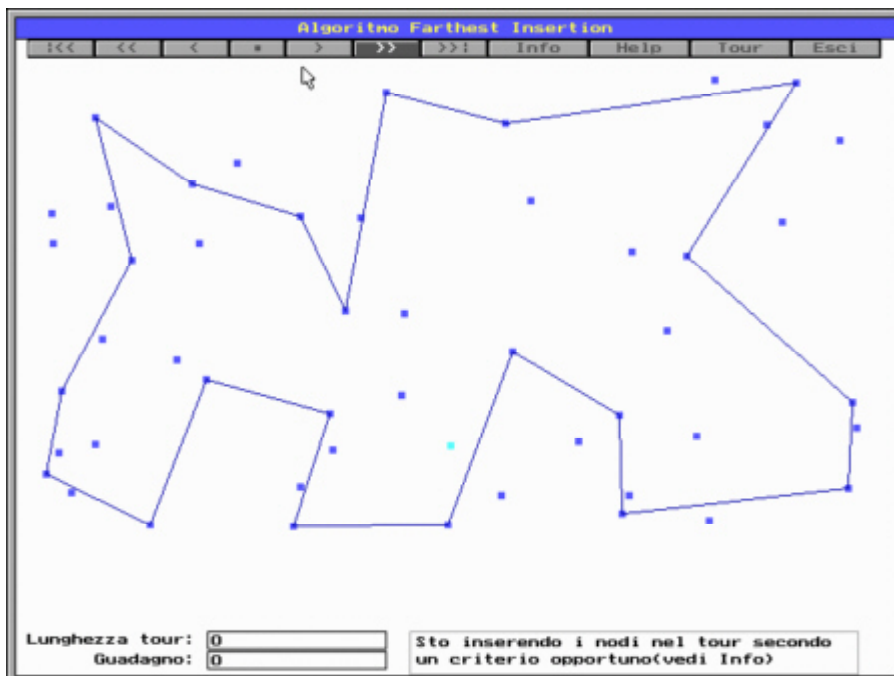 Algoritmo Farthest Insertion
¦<< << < ▪ > >> >>¦ Info Help Tour Esci
Lunghezza tour: 0
Guadagno: 0
Sto inserendo i nodi nel tour secondo
un criterio opportuno(vedi Info)